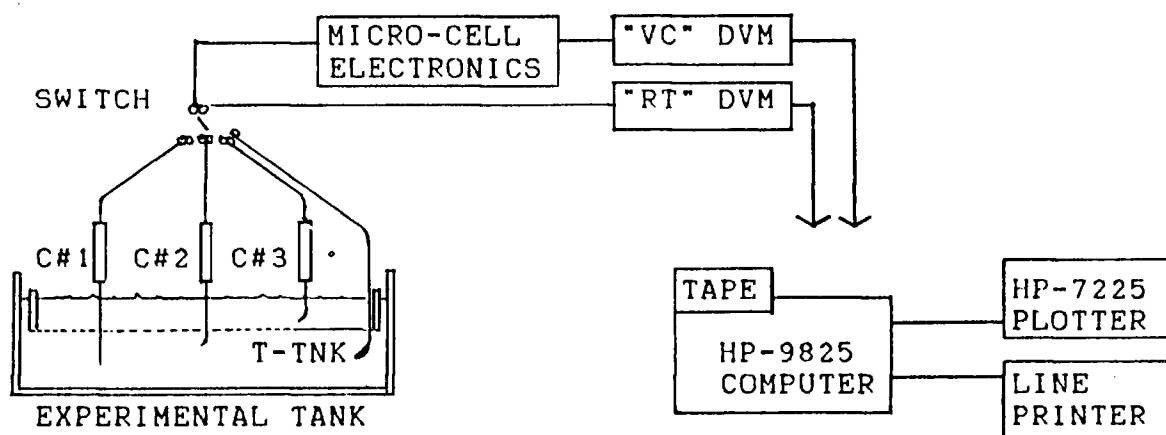 MICRO-CELL
ELECTRONICS
"VC" DVM
"RT" DVM
SWITCH
C#1
C#2
C#3
T-TNK
EXPERIMENTAL TANK
TAPE
HP-9825
COMPUTER
HP-7225
PLOTTER
LINE
PRINTER